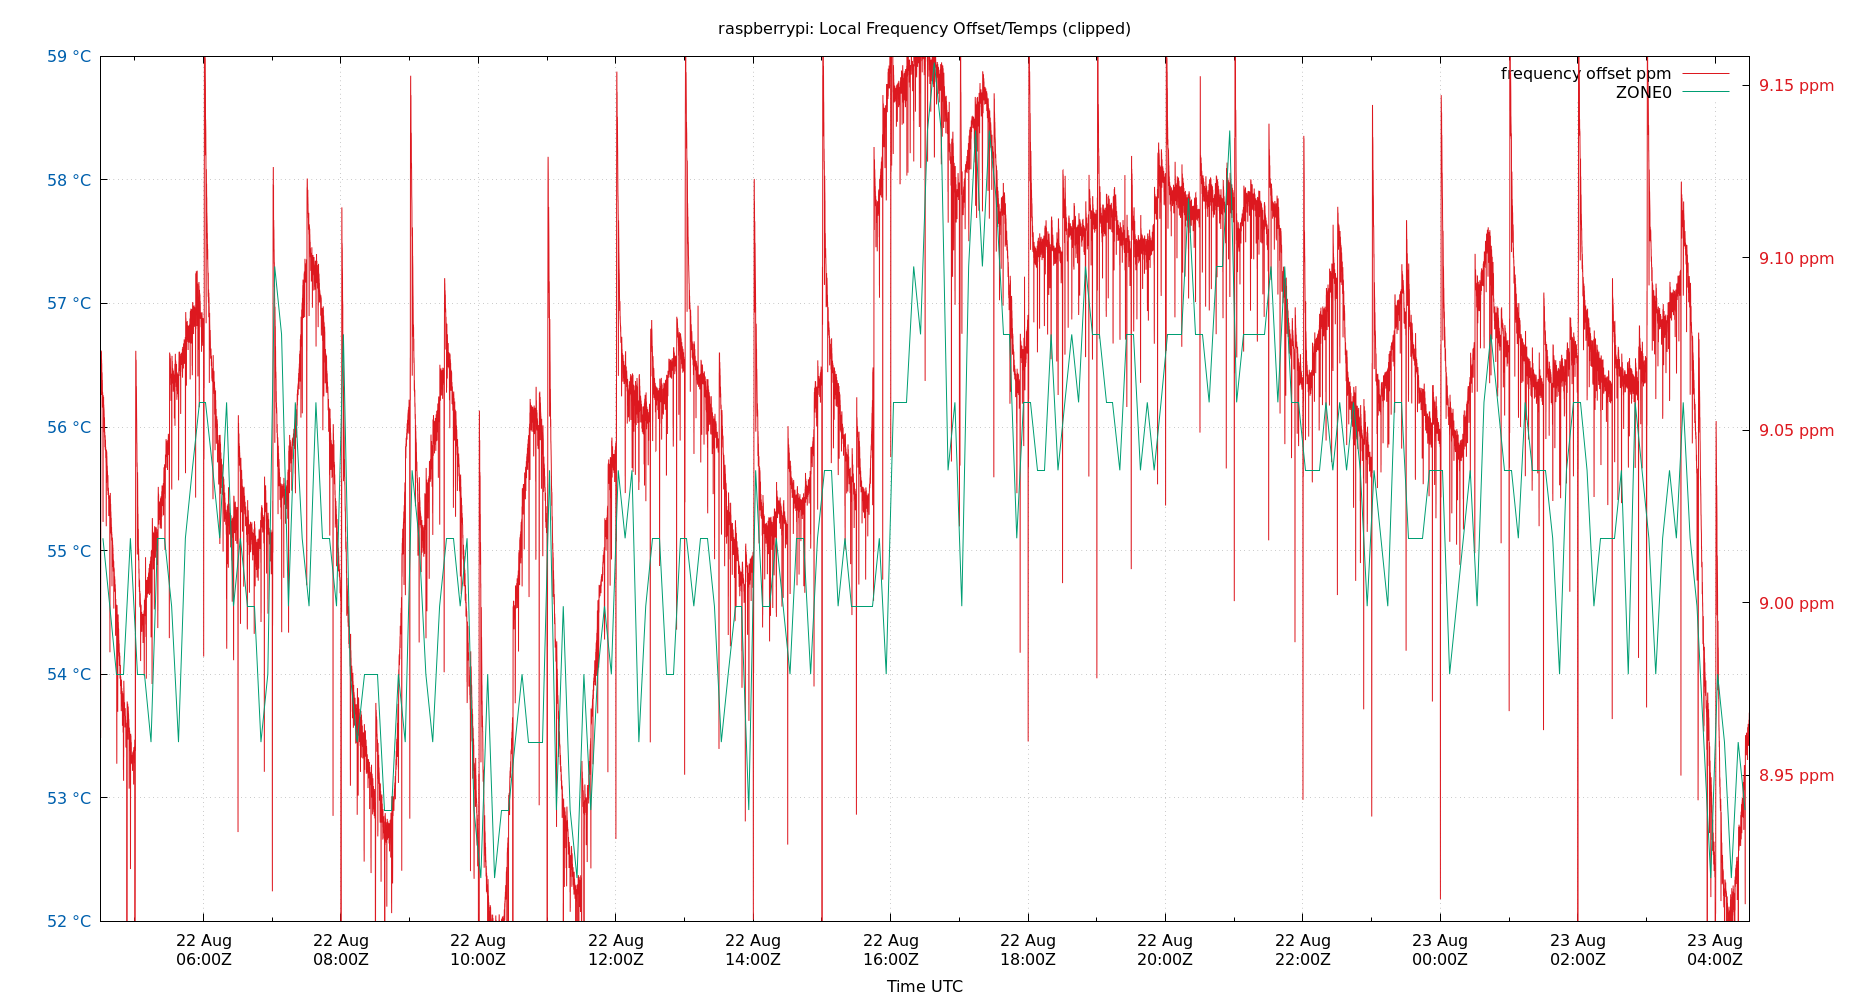 raspberrypi: Local Frequency Offset/Temps (clipped)
59 °C
58 °C
57 °C
56 °C
55 °C
54 °C
53 °C
52 °C
frequency offset ppm
ZONE0
9.15 ppm
9.10 ppm
9.05 ppm
9.00 ppm
8.95 ppm
22 Aug 22 Aug 22 Aug 22 Aug 22 Aug 22 Aug 22 Aug 22 Aug 22 Aug 23 Aug 23 Aug 23 Aug
06:00Z 08:00Z 10:00Z 12:00Z 14:00Z 16:00Z 18:00Z 20:00Z 22:00Z 00:00Z 02:00Z 04:00Z
Time UTC